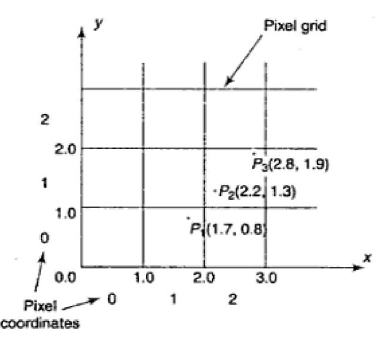 y
Pixel grid
2
2.0
P3(2.8, 1.9)
1
P2(2.2, 1.3)
1.0
P1(1.7, 0.8)
0
x
0.0 1.0 2.0 3.0
Pixel
coordinates
0 1 2